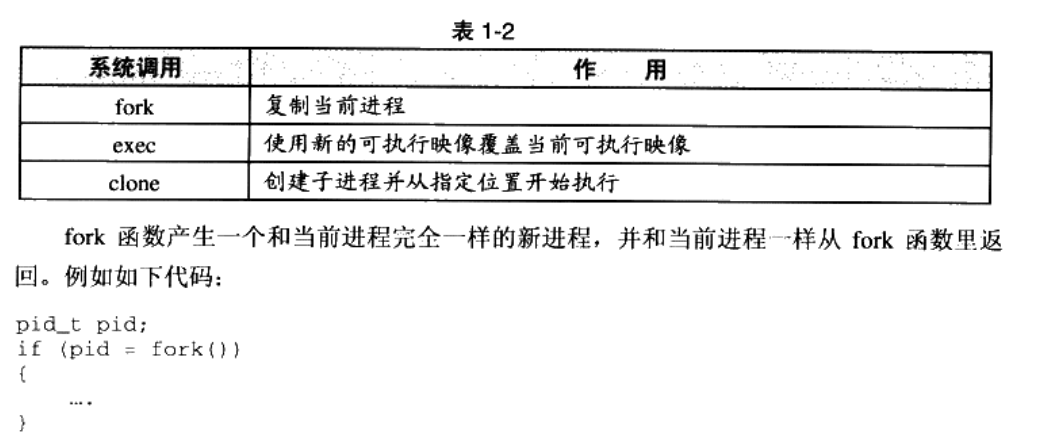 表 1-2
系统调用 作 用
fork 复制当前进程
exec 使用新的可执行映像覆盖当前可执行映像
clone 创建子进程并从指定位置开始执行
fork 函数产生一个和当前进程完全一样的新进程，并和当前进程一样从 fork 函数里返
回。例如如下代码：
pid_t pid;
if (pid = fork())
{
….
}